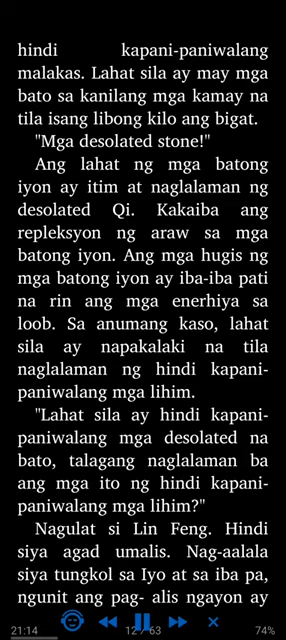 hindi kapani-paniwalang
malakas. Lahat sila ay may mga
bato sa kanilang mga kamay na
tila isang libong kilo ang bigat.
"Mga desolated stone!"
Ang lahat ng mga batong
iyon ay itim at naglalaman ng
desolated Qi. Kakaiba ang
repleksyon ng araw sa mga
batong iyon. Ang mga hugis ng
mga batong iyon ay iba-iba pati
na rin ang mga enerhiya sa
loob. Sa anumang kaso, lahat
sila ay napakalaki na tila
naglalaman ng hindi kapani-
paniwalang mga lihim.
"Lahat sila ay hindi kapani-
paniwalang mga desolated na
bato, talagang naglalaman ba
ang mga ito ng hindi kapani-
paniwalang mga lihim?"
Nagulat si Lin Feng. Hindi
siya agad umalis. Nag-aalala
siya tungkol sa Iyo at sa iba pa,
ngunit ang pag- alis ngayon ay
21:14 12 / 63 74%